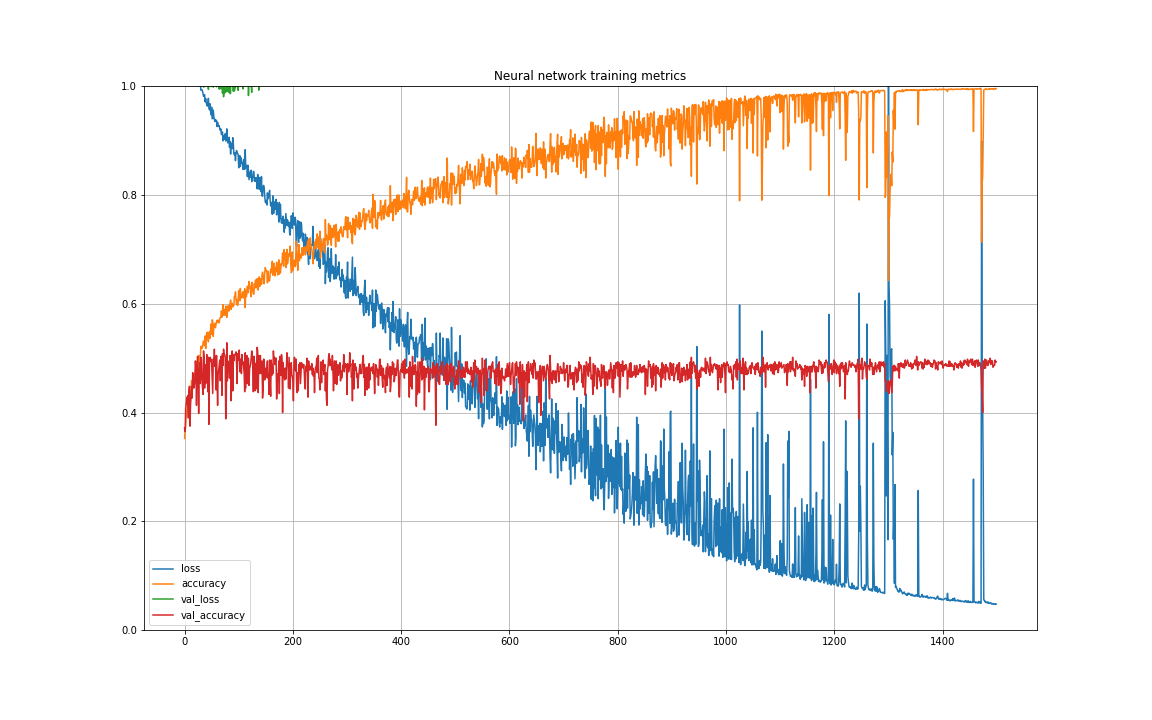 Neural network training metrics
1.0
0.8
0.6
0.4
0.2
0.0
loss
accuracy
val_loss
val_accuracy
0 200 400 600 800 1000 1200 1400